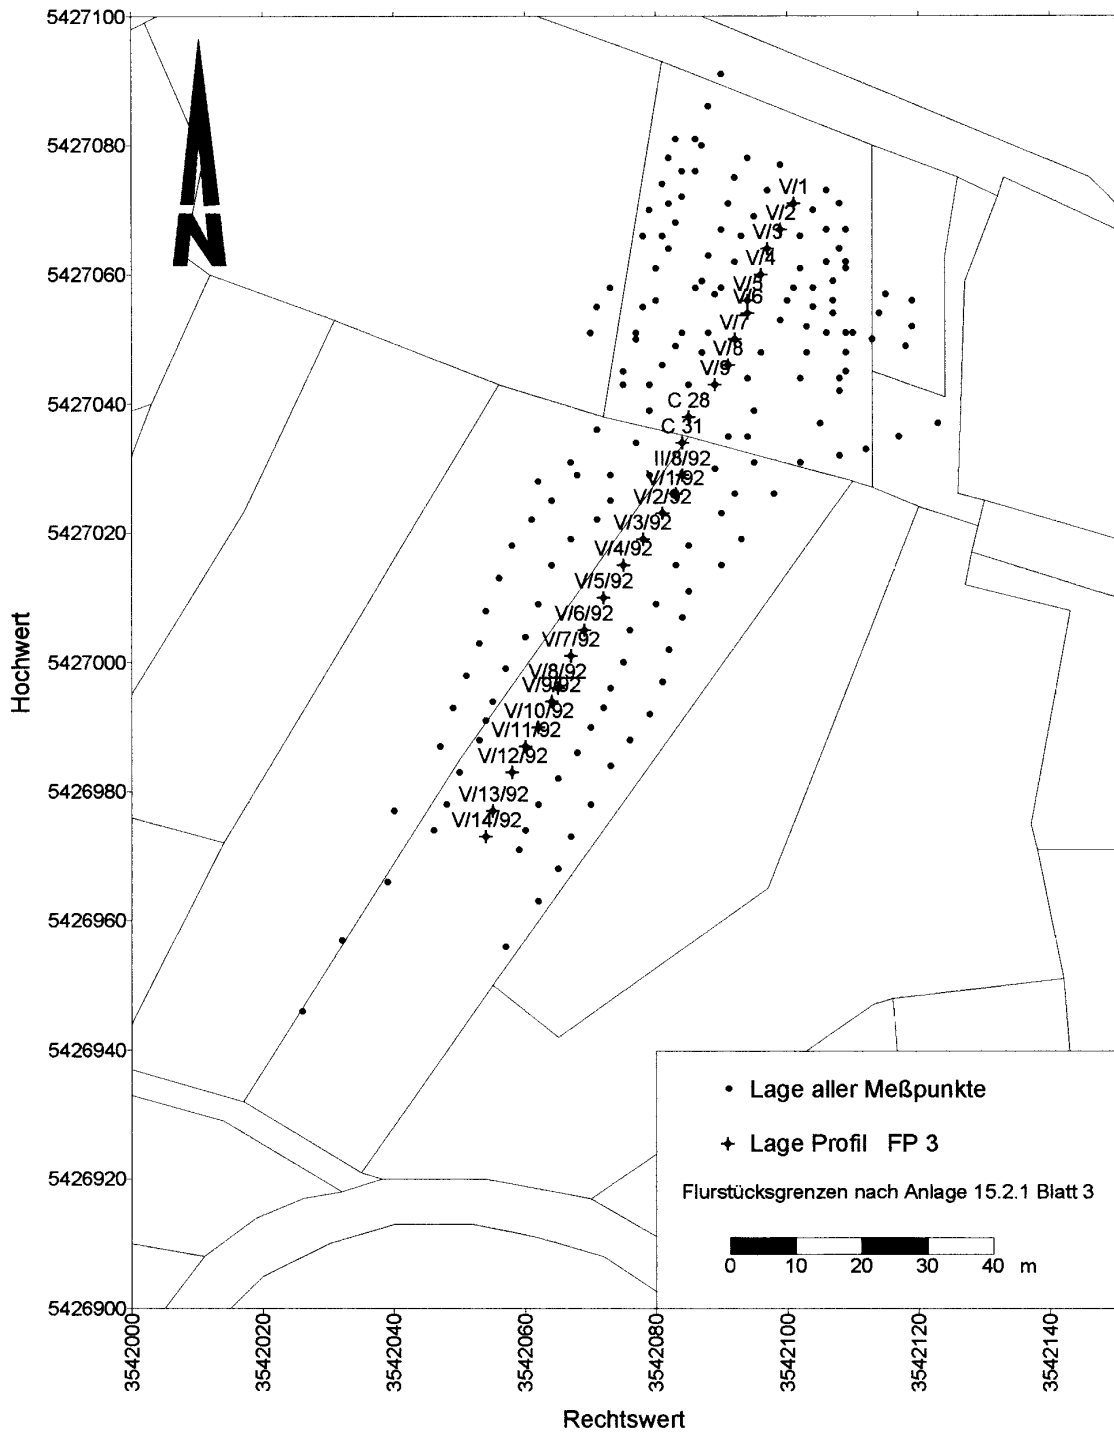 5427100
5427080
5427060
5427040
5427020
5427000
5426980
5426960
5426940
5426920
5426900
Hochwert
N
V/1
V/2
V/3
V/4
V/5
V/6
V/7
V/8
V/9
C 28
C 31
II/8/92
V/1/92
V/2/92
V/3/92
V/4/92
V/5/92
V/6/92
V/7/92
V/8/92
V/9/92
V/10/92
V/11/92
V/12/92
V/13/92
V/14/92
Lage aller Meßpunkte
Lage Profil FP 3
Flurstücksgrenzen nach Anlage 15.2.1 Blatt 3
0 10 20 30 40 m
3542000
3542020
3542040
3542060
3542080
3542100
3542120
3542140
Rechtswert